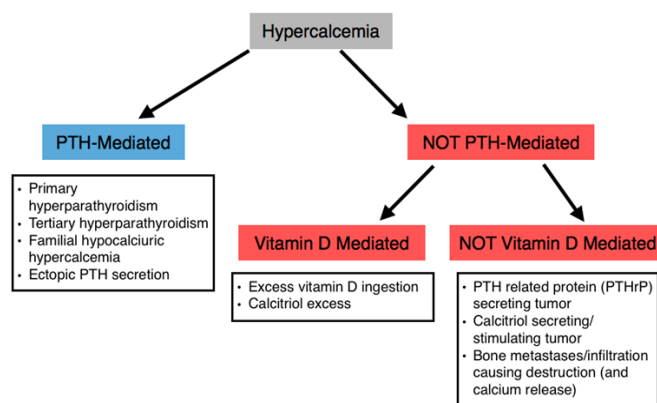 Hypercalcemia
PTH-Mediated
NOT PTH-Mediated
• Primary
hyperparathyroidism
• Tertiary hyperparathyroidism
• Familial hypocalciuric
hypercalcemia
• Ectopic PTH secretion
Vitamin D Mediated
NOT Vitamin D Mediated
• Excess vitamin D ingestion
• Calcitriol excess
• PTH related protein (PTHrP)
secreting tumor
• Calcitriol secreting/
stimulating tumor
• Bone metastases/infiltration
causing destruction (and
calcium release)